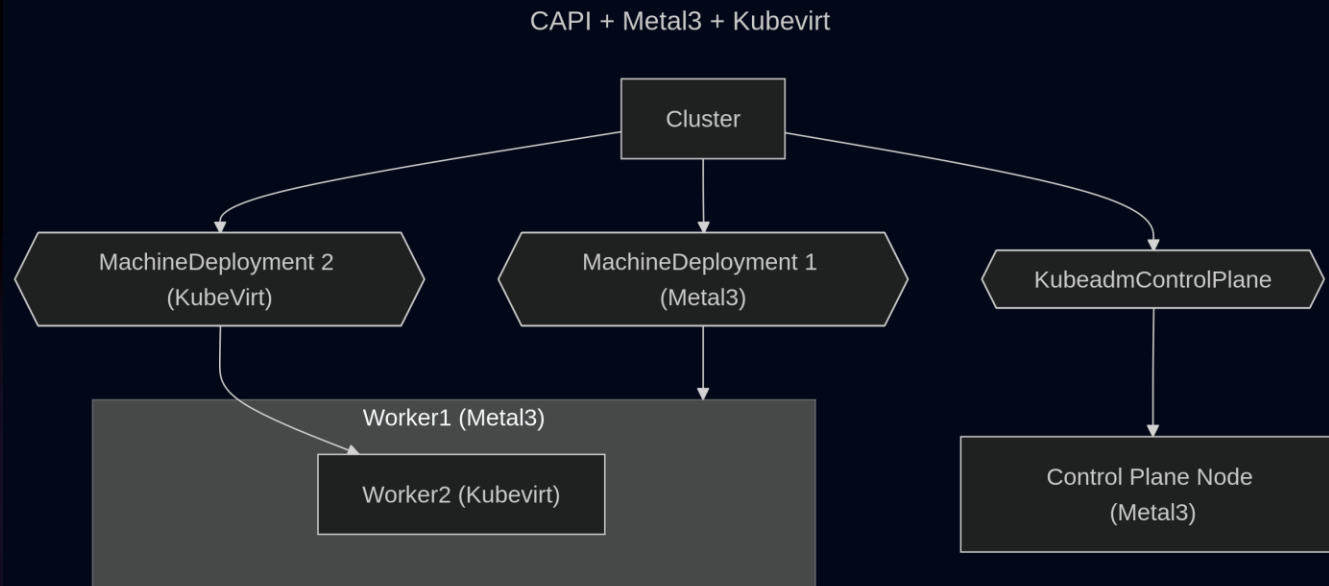 CAPI + Metal3 + Kubevirt
Cluster
MachineDeployment 2
(KubeVirt)
MachineDeployment 1
(Metal3)
KubeadmControlPlane
Worker1 (Metal3)
Worker2 (Kubevirt)
Control Plane Node
(Metal3)